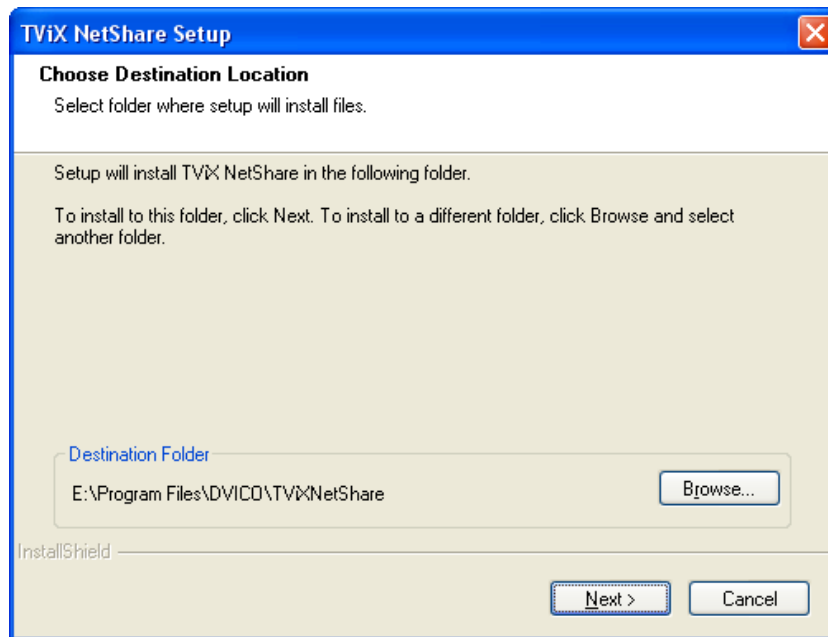 TViX NetShare Setup
Choose Destination Location
Select folder where setup will install files.
Setup will install TViX NetShare in the following folder.
To install to this folder, click Next. To install to a different folder, click Browse and select
another folder.
Destination Folder
E:\Program Files\DVICO\TViXNetShare
Browse...
InstallShield
Next >
Cancel